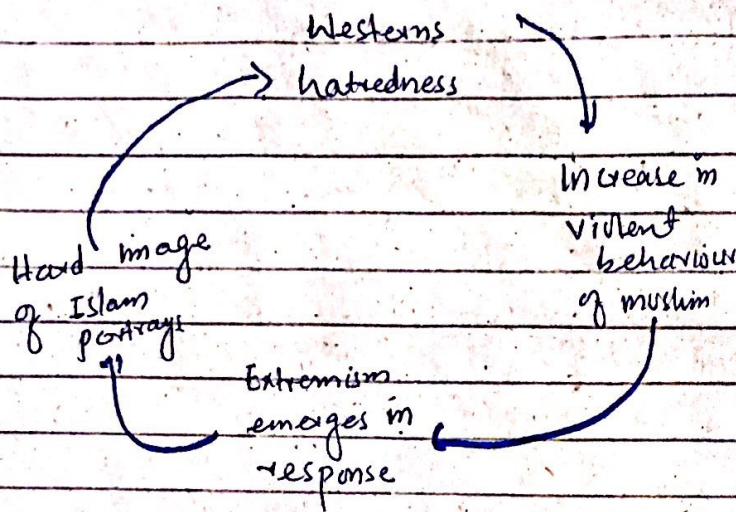 Westerns
hatredness
Increase in
violent
behaviour
of muslim
Extremism
emerges in
response
Hard image
of Islam
portrays